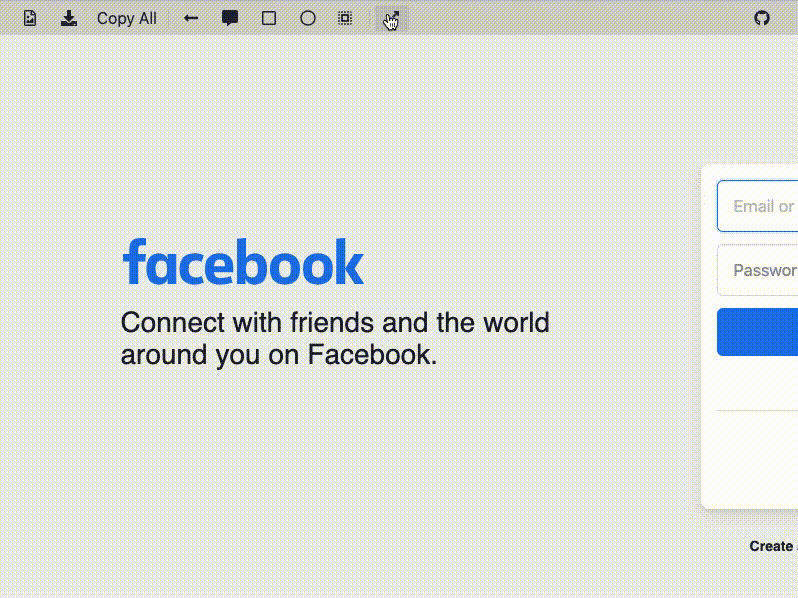 Copy All
facebook
Connect with friends and the world
around you on Facebook.
Email or
Passwor
Create